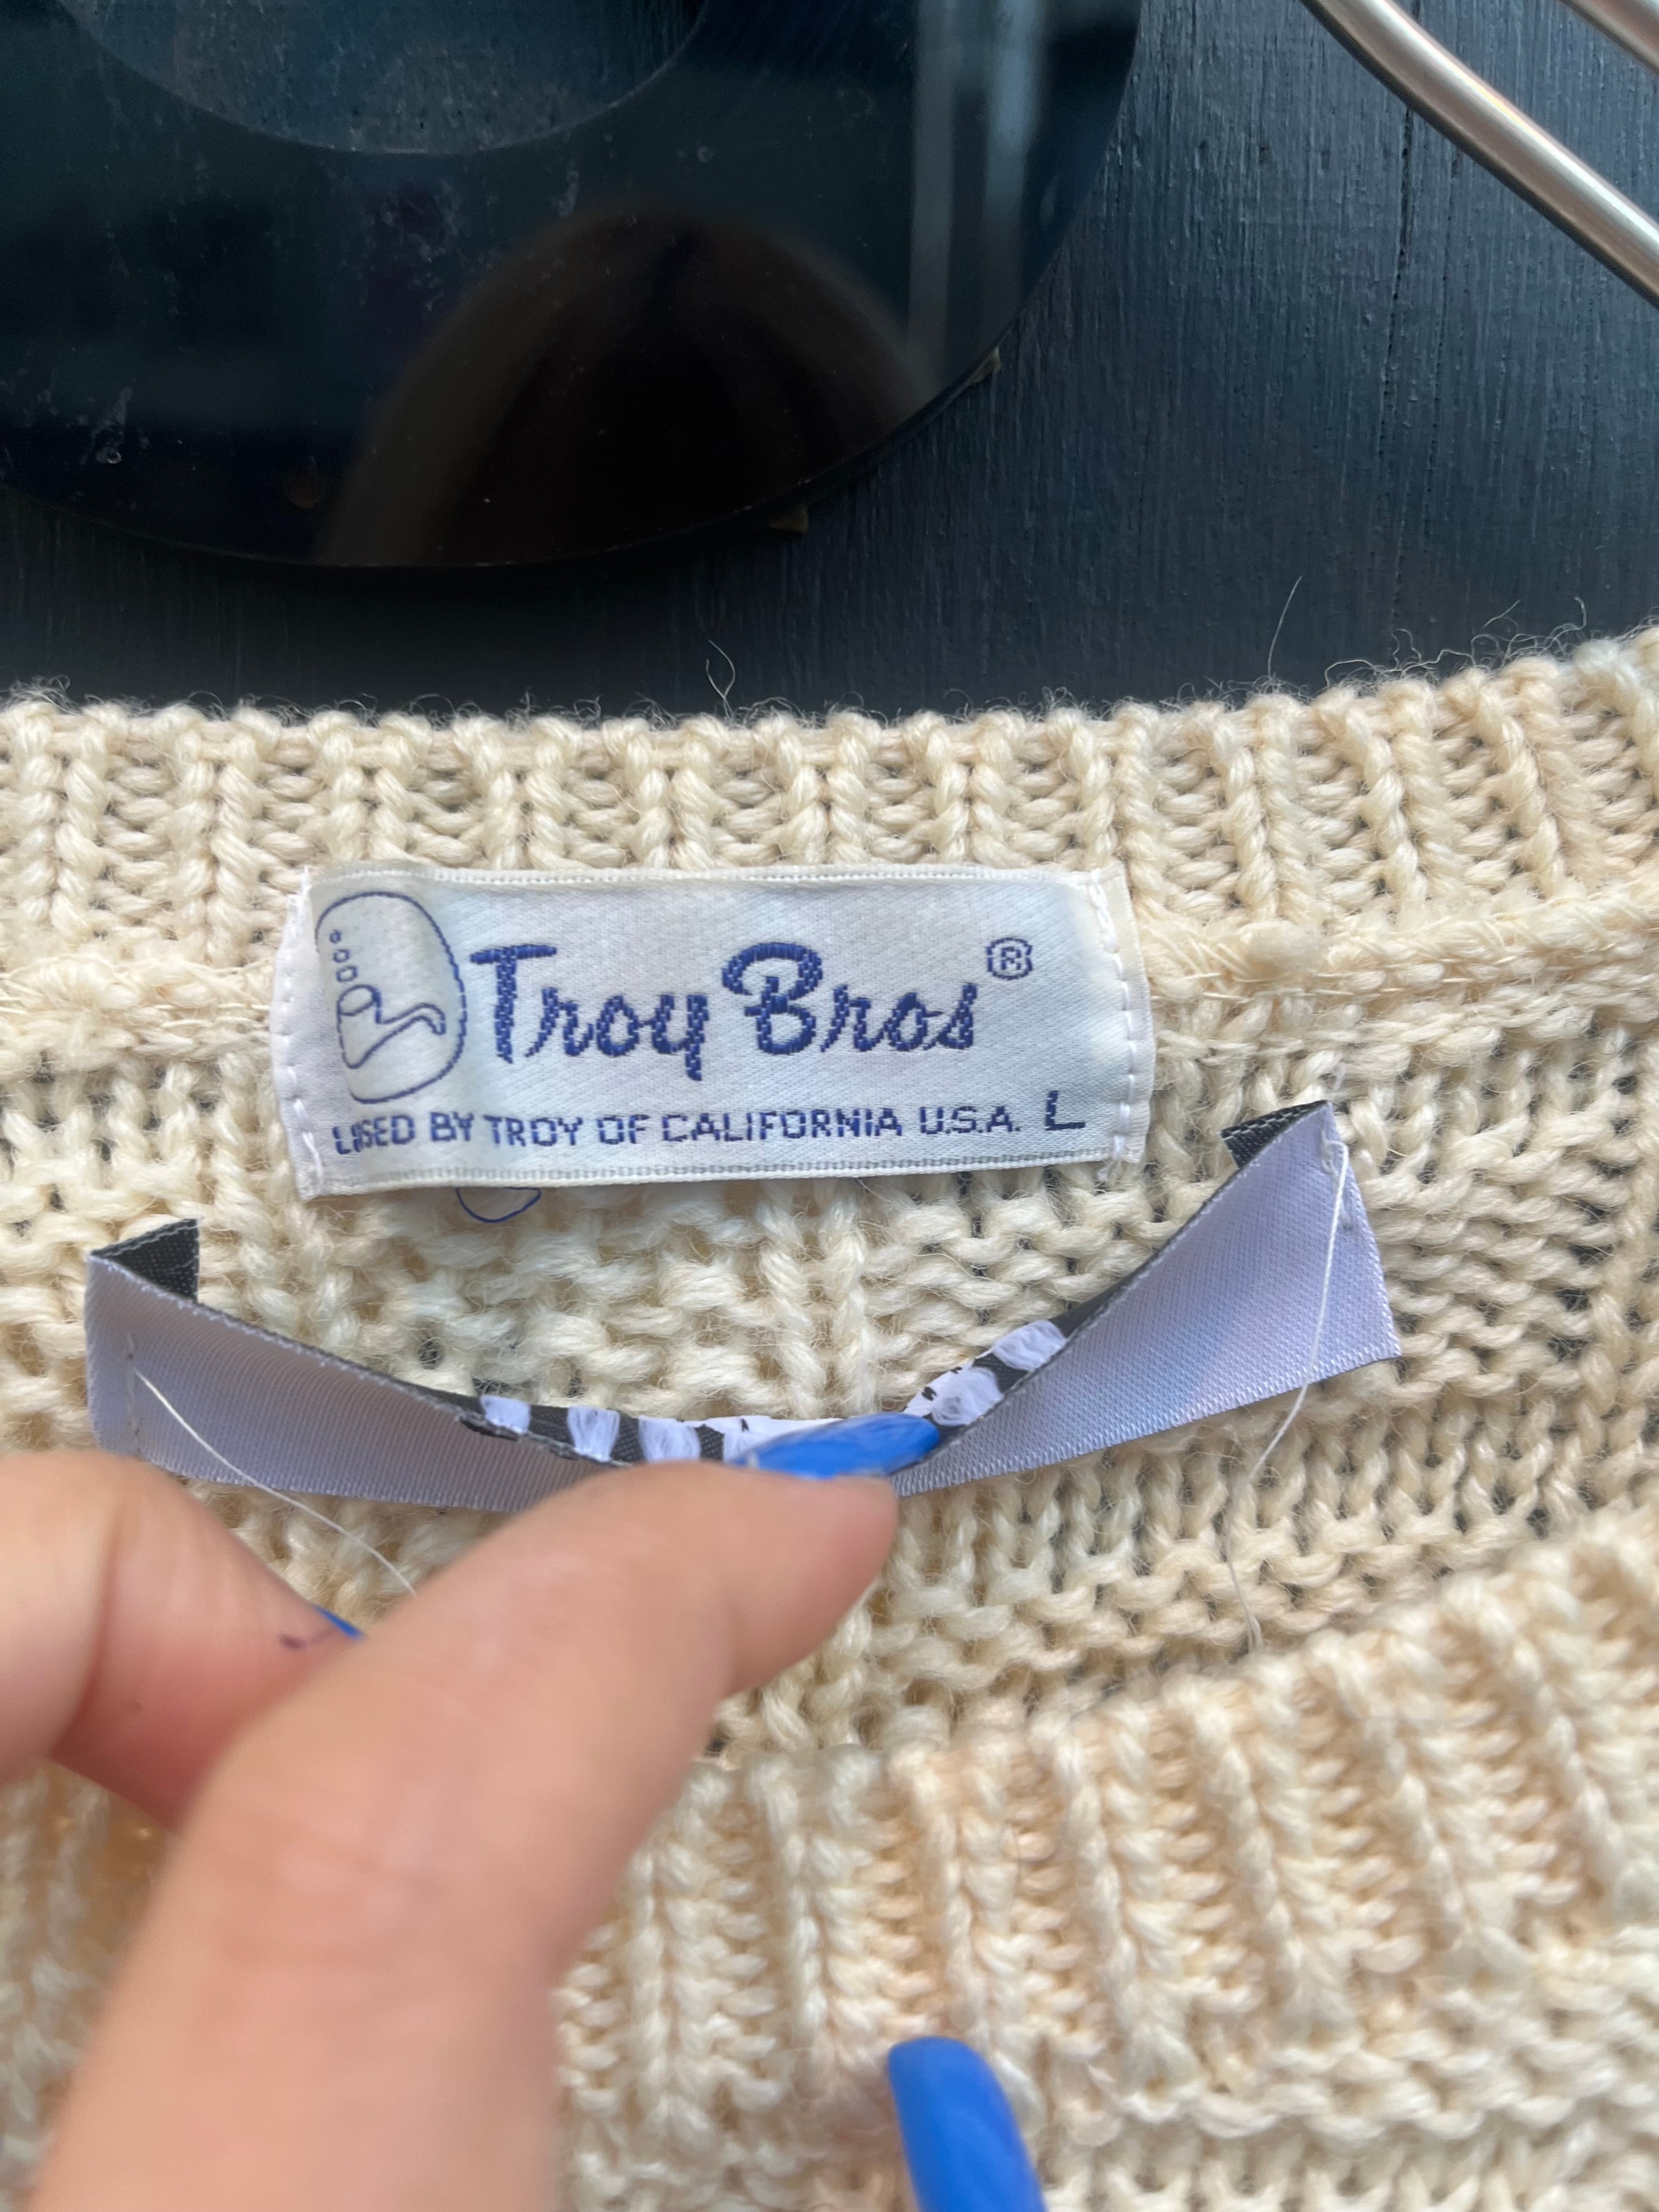 Troy Bros®
LISED BY TROY OF CALIFORNIA U.S.A. L